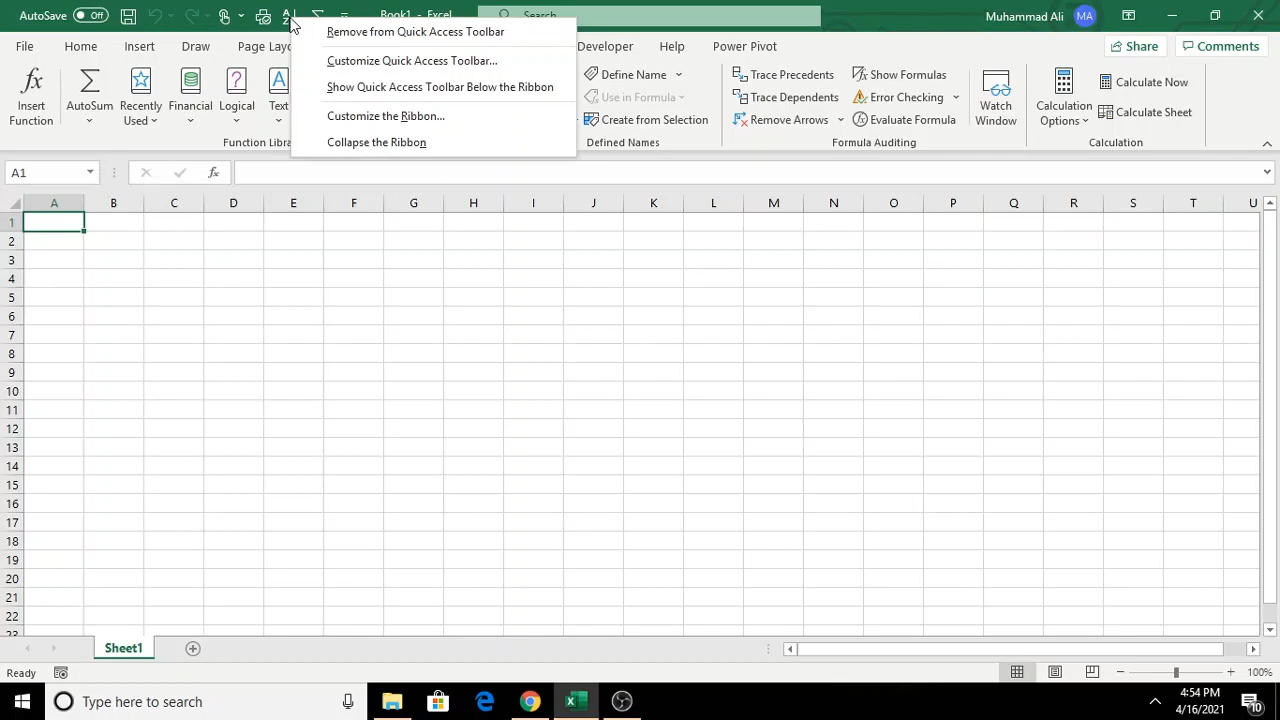 AutoSave Off Book1 - Excel Search Muhammad Ali MA
File Home Insert Draw Developer Help Power Pivot Share Comments
Remove from Quick Access Toolbar
Customize Quick Access Toolbar...
Show Quick Access Toolbar Below the Ribbon
Customize the Ribbon...
Collapse the Ribbon
Insert Function
AutoSum
Recently Used
Financial
Logical
Text
Define Name
Use in Formula
Create from Selection
Defined Names
Trace Precedents
Trace Dependents
Remove Arrows
Show Formulas
Error Checking
Evaluate Formula
Formula Auditing
Watch Window
Calculation Options
Calculate Now
Calculate Sheet
Calculation
A1 fx
A B C D E F G H I J K L M N O P Q R S T U
1
2
3
4
5
6
7
8
9
10
11
12
13
14
15
16
17
18
19
20
21
22
Sheet1
Ready 100%
Type here to search
4:54 PM
4/16/2021
10